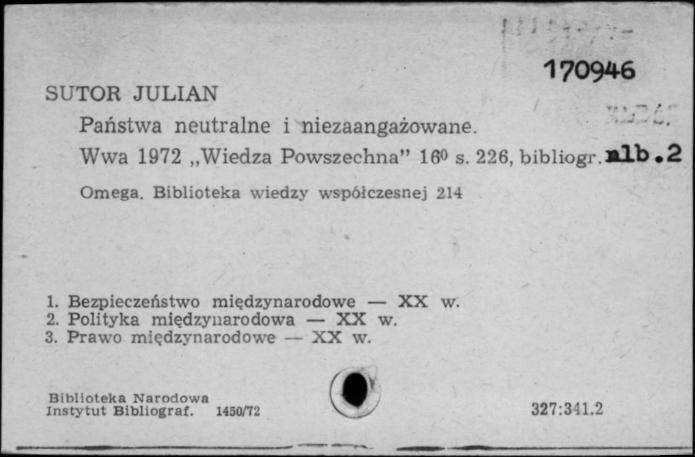 170946
SUTOR JULIAN
Państwa neutralne i niezaangażowane.
Wwa 1972 „Wiedza Powszechna” 16⁰ s. 226, bibliogr. nlb.2
Omega. Biblioteka wiedzy współczesnej 214
1. Bezpieczeństwo międzynarodowe — XX w.
2. Polityka międzynarodowa — XX w.
3. Prawo międzynarodowe — XX w.
Biblioteka Narodowa
Instytut Bibliograf. 1450/72
327:341.2